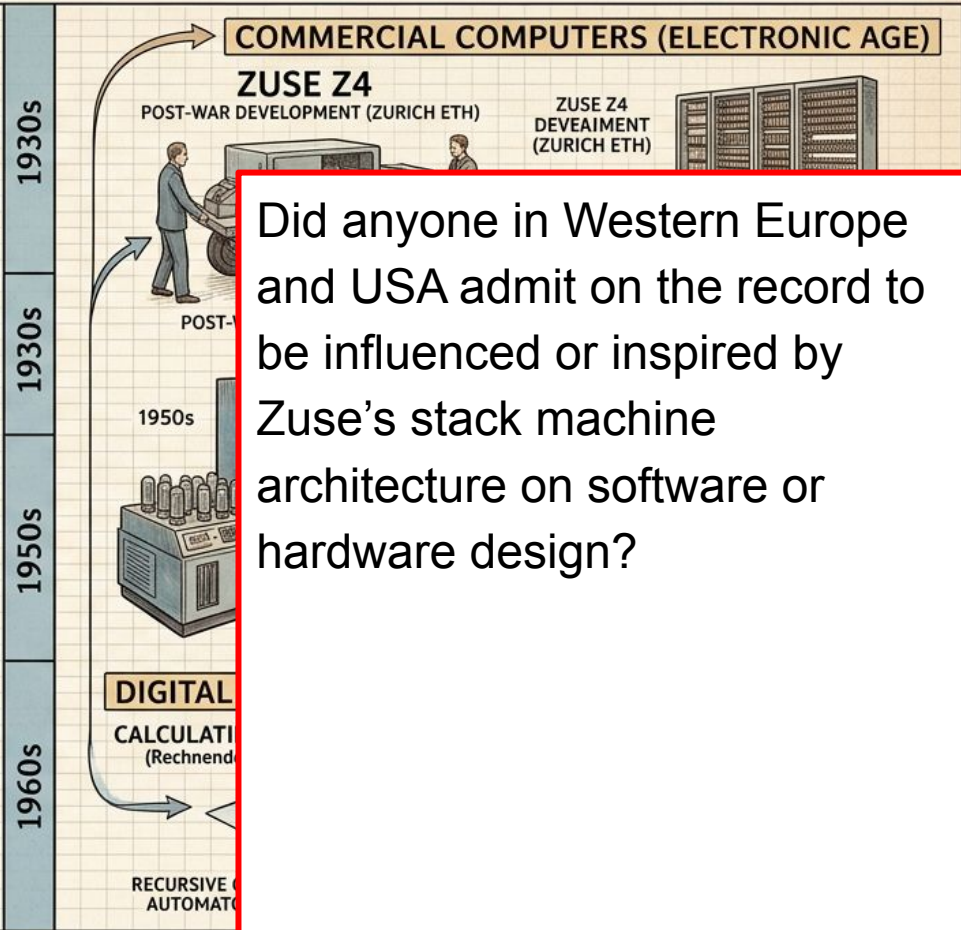 COMMERCIAL COMPUTERS (ELECTRONIC AGE)
ZUSE Z4
POST-WAR DEVELOPMENT (ZURICH ETH)
ZUSE Z4
DEVEAIMENT
(ZURICH ETH)
1930s
Did anyone in Western Europe
and USA admit on the record to
be influenced or inspired by
Zuse’s stack machine
architecture on software or
hardware design?
POST-
1930s
1950s
1950s
DIGITAL
CALCULATI
(Rechnend
1960s
RECURSIVE
AUTOMAT